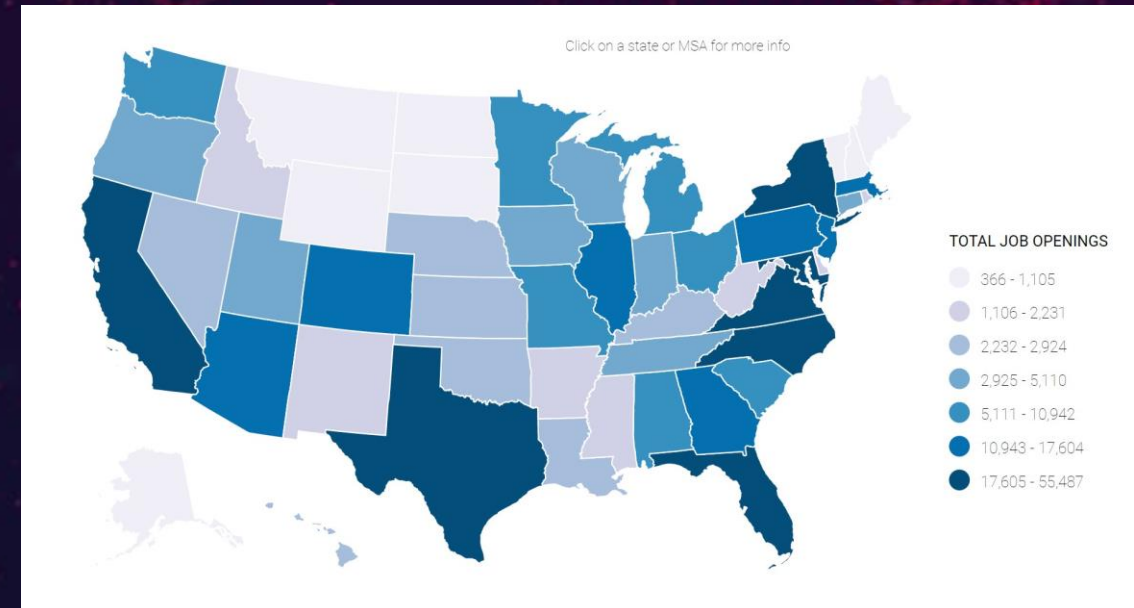 Click on a state or MSA for more info
TOTAL JOB OPENINGS
366 - 1,105
1,106 - 2,231
2,232 - 2,924
2,925 - 5,110
5,111 - 10,942
10,943 - 17,604
17,605 - 55,487